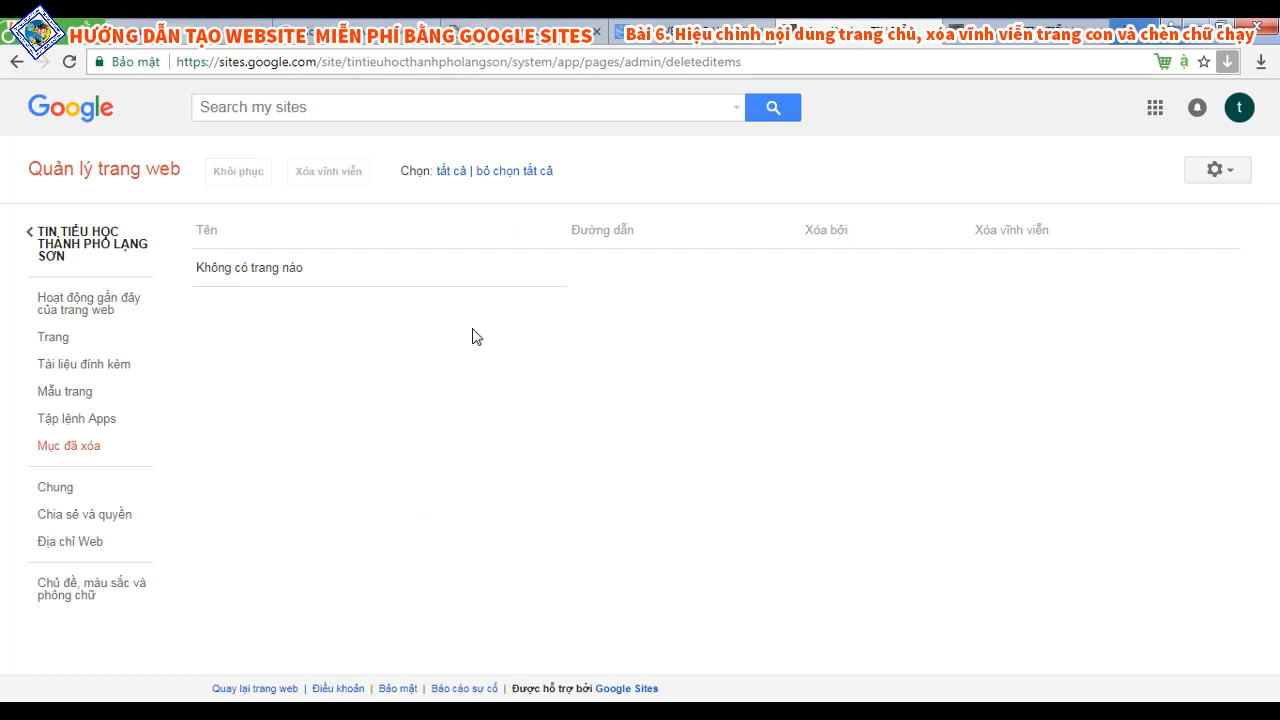 HƯỚNG DẪN TẠO WEBSITE MIỄN PHÍ BẰNG GOOGLE SITES
Bài 6. Hiệu chỉnh nội dung trang chủ, xóa vĩnh viễn trang con và chèn chữ chạy
Bảo mật https://sites.google.com/site/tintieuhocthanhpholangson/system/app/pages/admin/deleteditems
Google Search my sites t
Quản lý trang web Khôi phục Xóa vĩnh viễn Chọn: tất cả | bỏ chọn tất cả
TIN TIỂU HỌC
THÀNH PHỐ LẠNG
SƠN
Tên Đường dẫn Xóa bởi Xóa vĩnh viễn
Không có trang nào
Hoạt động gần đây
của trang web
Trang
Tài liệu đính kèm
Mẫu trang
Tập lệnh Apps
Mục đã xóa
Chung
Chia sẻ và quyền
Địa chỉ Web
Chủ đề, màu sắc và
phông chữ
Quay lại trang web | Điều khoản | Bảo mật | Báo cáo sự cố | Được hỗ trợ bởi Google Sites